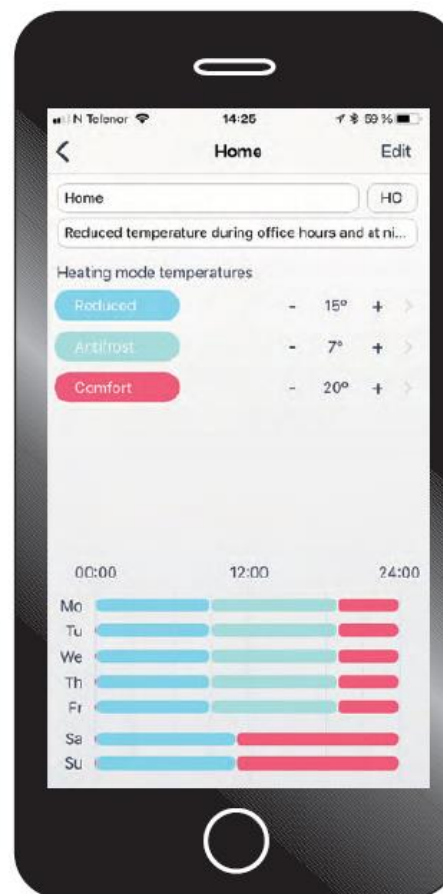 N Telenor 14:25 59 %
Home Edit
Home HO
Reduced temperature during office hours and at ni...
Heating mode temperatures
Reduced - 15° +
Antifrost - 7° +
Comfort - 20° +
00:00 12:00 24:00
Mo
Tu
We
Th
Fr
Sa
Su